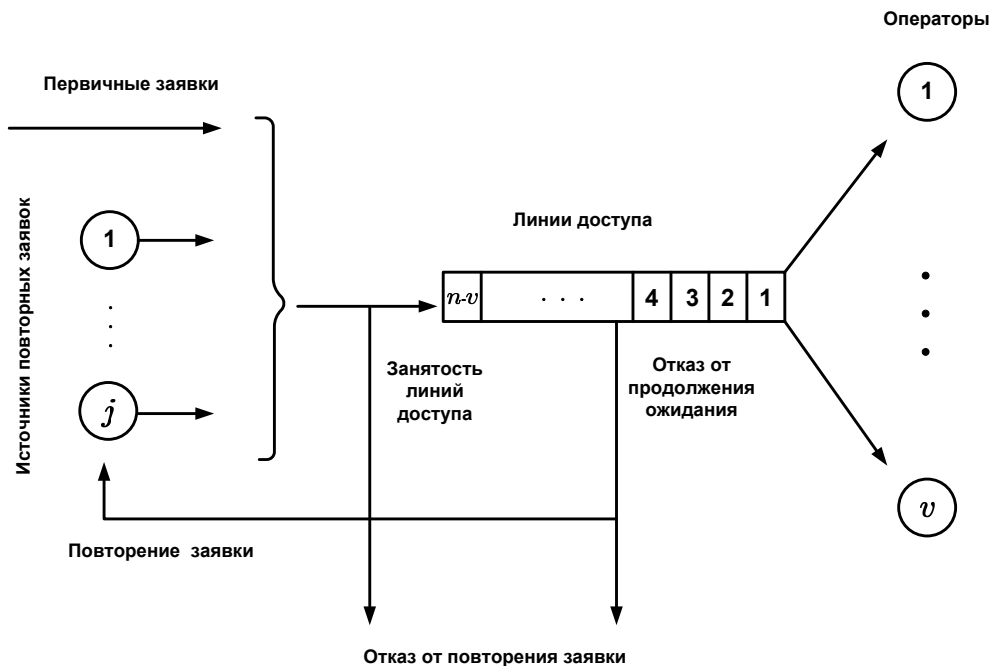 Операторы
Первичные заявки
1
Источники повторных заявок
1
Линии доступа
n-v
. . .
4
3
2
1
Занятость
линий
доступа
Отказ от
продолжения
ожидания
j
v
Повторение заявки
Отказ от повторения заявки